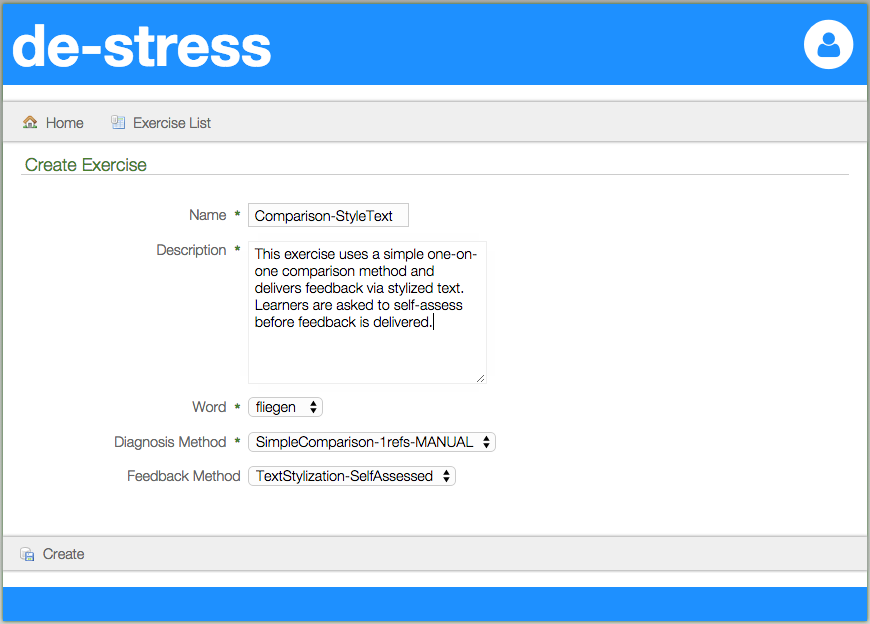 de-stress
Home Exercise List
Create Exercise
Name * Comparison-StyleText
Description * This exercise uses a simple one-on-
one comparison method and
delivers feedback via stylized text.
Learners are asked to self-assess
before feedback is delivered.
Word * fliegen
Diagnosis Method * SimpleComparison-1refs-MANUAL
Feedback Method TextStylization-SelfAssessed
Create